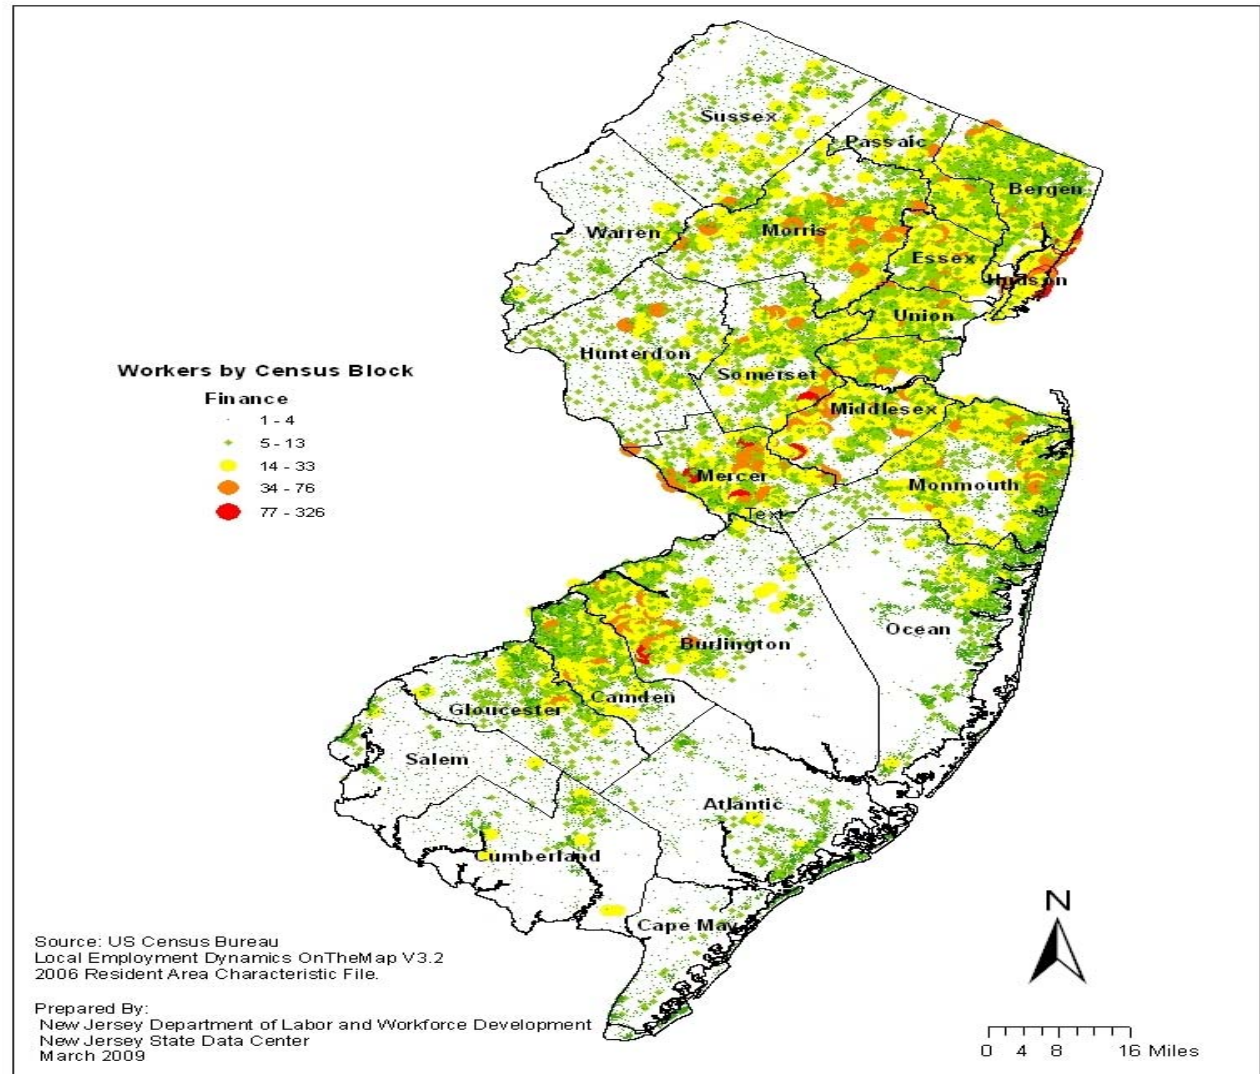 Sussex
Passaic
Bergen
Warren
Morris
Essex
Hudson
Union
Hunterdon
Somerset
Workers by Census Block
Finance
1 - 4
5 - 13
14 - 33
34 - 76
77 - 326
Middlesex
Mercer
Monmouth
Text
Ocean
Burlington
Camden
Gloucester
Salem
Atlantic
Cumberland
Cape May
N
Source: US Census Bureau
Local Employment Dynamics OnTheMap V3.2
2006 Resident Area Characteristic File.
Prepared By:
New Jersey Department of Labor and Workforce Development
New Jersey State Data Center
March 2009
0 4 8 16 Miles